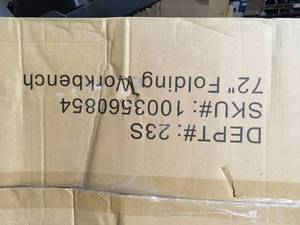 DEPT#: 23S
SKU#: 1003560854
72" Folding Workbench